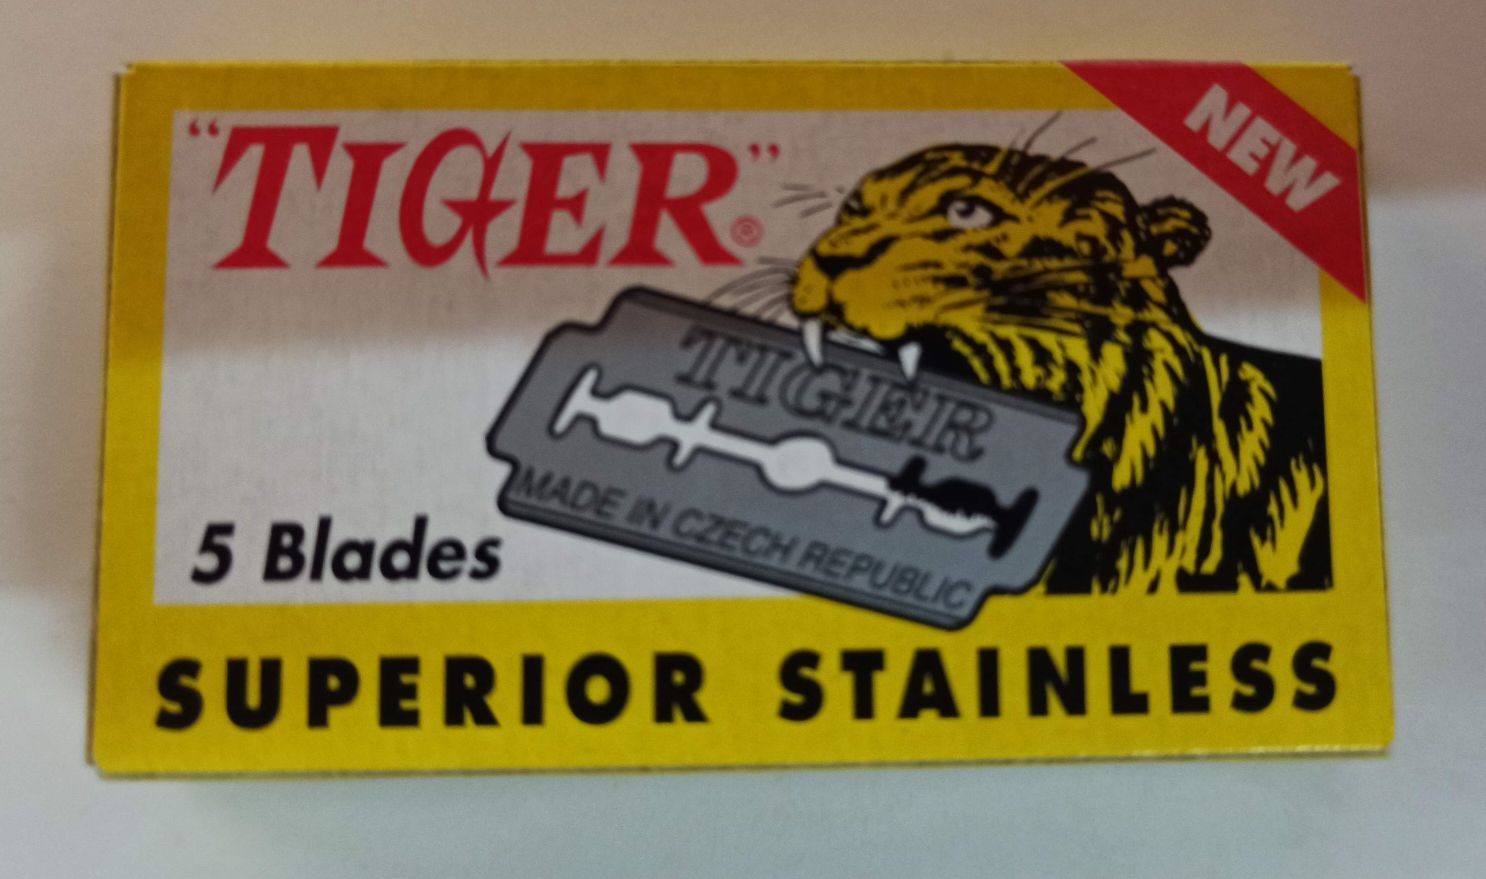 "TIGER"®
NEW
TIGER
MADE IN CZECH REPUBLIC
5 Blades
SUPERIOR STAINLESS